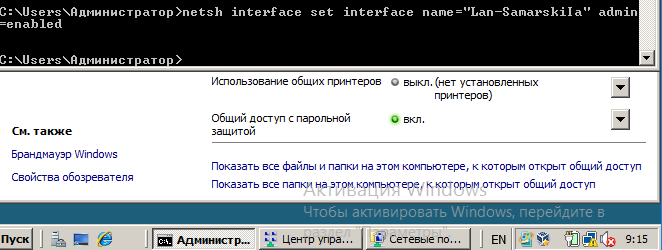 C:\Users\Администратор>netsh interface set interface name="Lan-SamarskiIa" admin
=enabled
C:\Users\Администратор>
Использование общих принтеров
выкл. (нет установленных
принтеров)
Общий доступ с парольной
защитой
вкл.
См. также
Брандмауэр Windows
Свойства обозревателя
Показать все файлы и папки на этом компьютере, к которым открыт общий доступ
Показать все папки на этом компьютере, к которым открыт общий доступ
Активация Windows
Чтобы активировать Windows, перейдите в
раздел "Параметры".
Пуск
Администр...
Центр упра...
Сетевые по...
EN
9:15